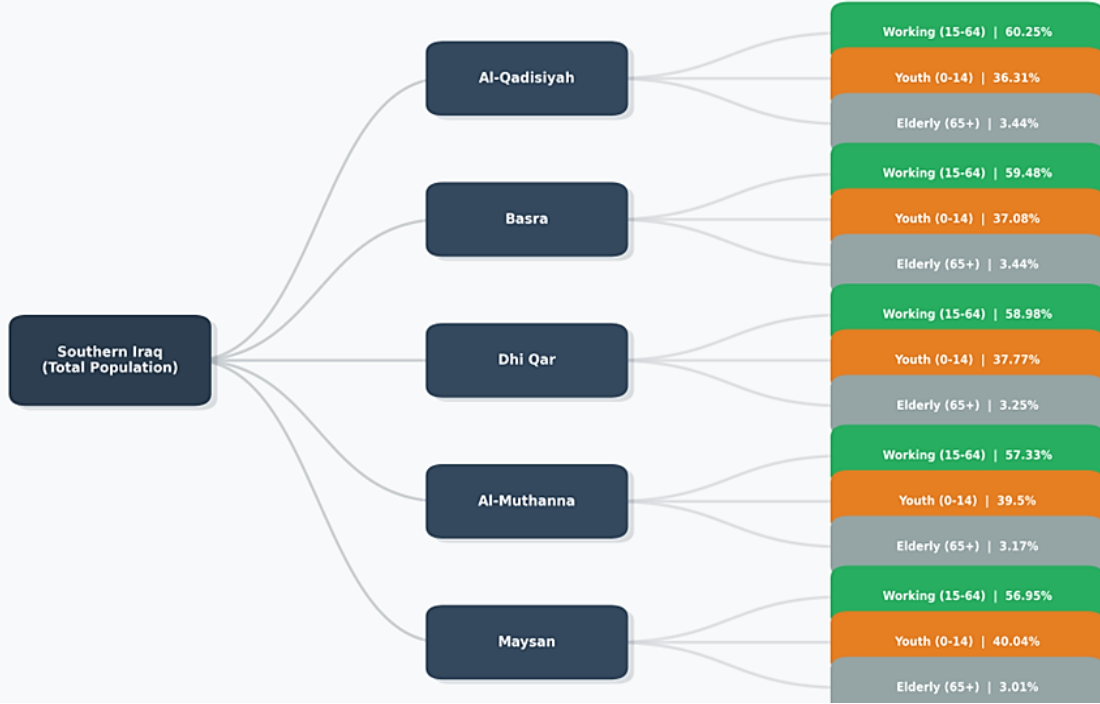 Southern Iraq
(Total Population)
Al-Qadisiyah
Working (15-64) | 60.25%
Youth (0-14) | 36.31%
Elderly (65+) | 3.44%
Basra
Working (15-64) | 59.48%
Youth (0-14) | 37.08%
Elderly (65+) | 3.44%
Dhi Qar
Working (15-64) | 58.98%
Youth (0-14) | 37.77%
Elderly (65+) | 3.25%
Al-Muthanna
Working (15-64) | 57.33%
Youth (0-14) | 39.5%
Elderly (65+) | 3.17%
Maysan
Working (15-64) | 56.95%
Youth (0-14) | 40.04%
Elderly (65+) | 3.01%